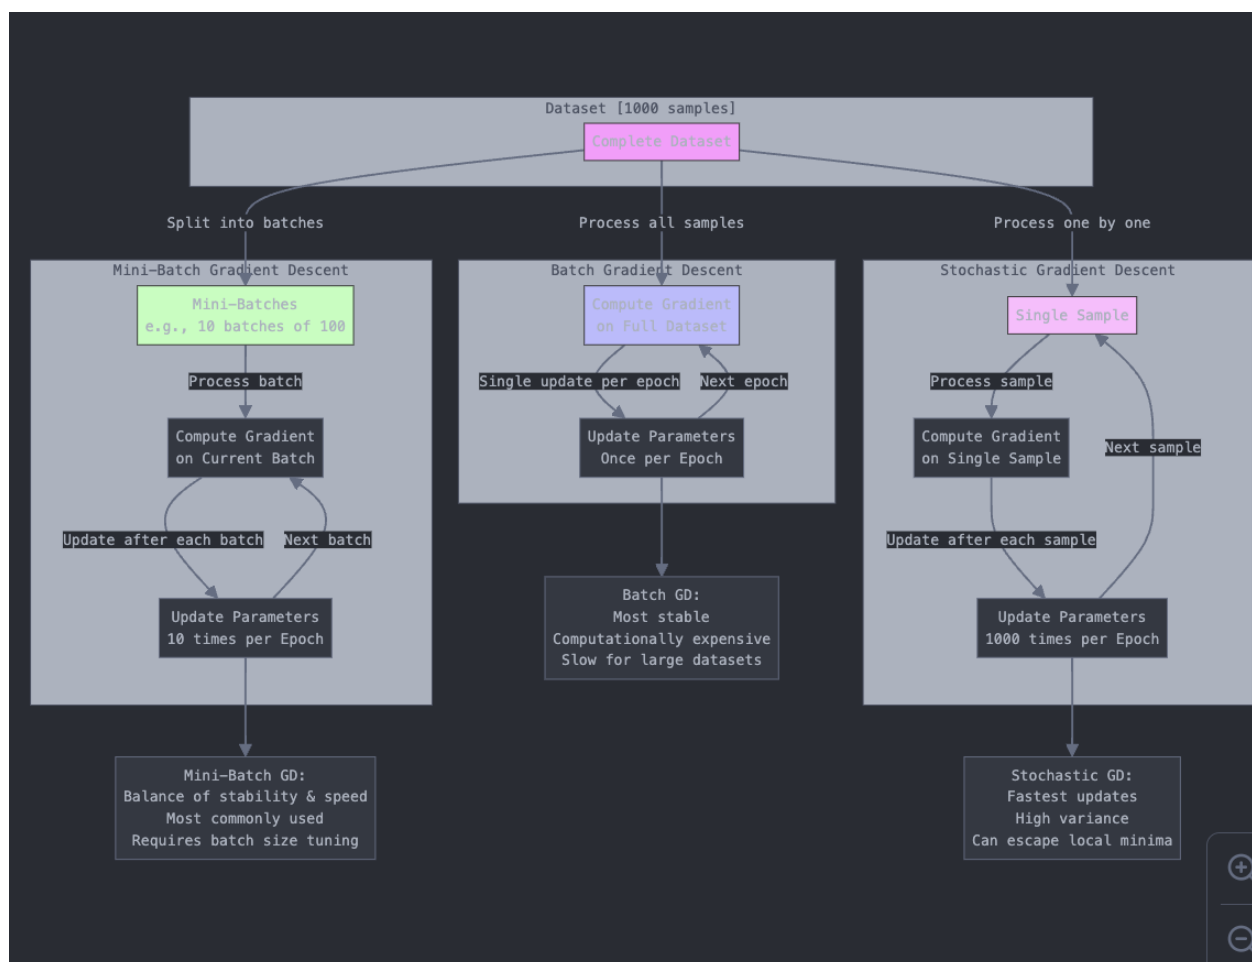 Dataset [1000 samples]
Complete Dataset
Split into batches
Process all samples
Process one by one
Mini-Batch Gradient Descent
Mini-Batches
e.g., 10 batches of 100
Process batch
Compute Gradient
on Current Batch
Update after each batch
Next batch
Update Parameters
10 times per Epoch
Mini-Batch GD:
Balance of stability & speed
Most commonly used
Requires batch size tuning
Batch Gradient Descent
Compute Gradient
on Full Dataset
Single update per epoch
Next epoch
Update Parameters
Once per Epoch
Batch GD:
Most stable
Computationally expensive
Slow for large datasets
Stochastic Gradient Descent
Single Sample
Process sample
Compute Gradient
on Single Sample
Next sample
Update after each sample
Update Parameters
1000 times per Epoch
Stochastic GD:
Fastest updates
High variance
Can escape local minima